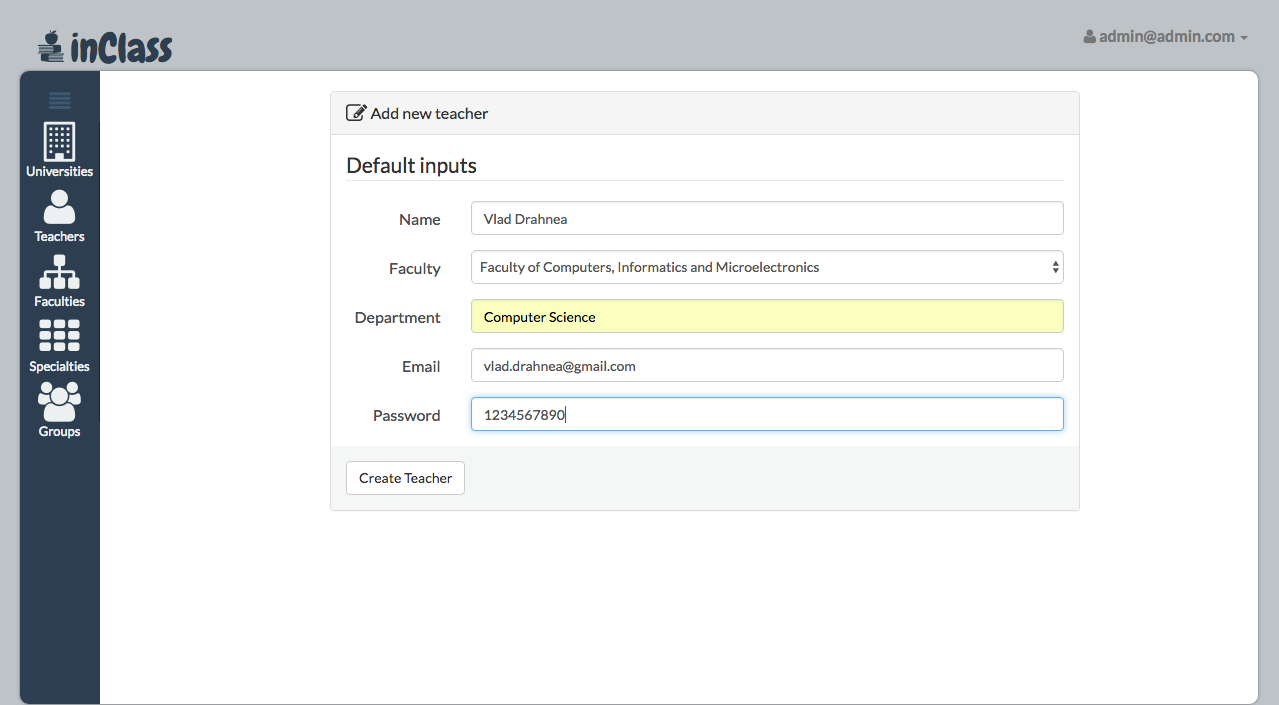 inClass
admin@admin.com
Universities
Teachers
Faculties
Specialties
Groups
Add new teacher
Default inputs
Name Vlad Drahnea
Faculty Faculty of Computers, Informatics and Microelectronics
Department Computer Science
Email vlad.drahnea@gmail.com
Password 1234567890
Create Teacher